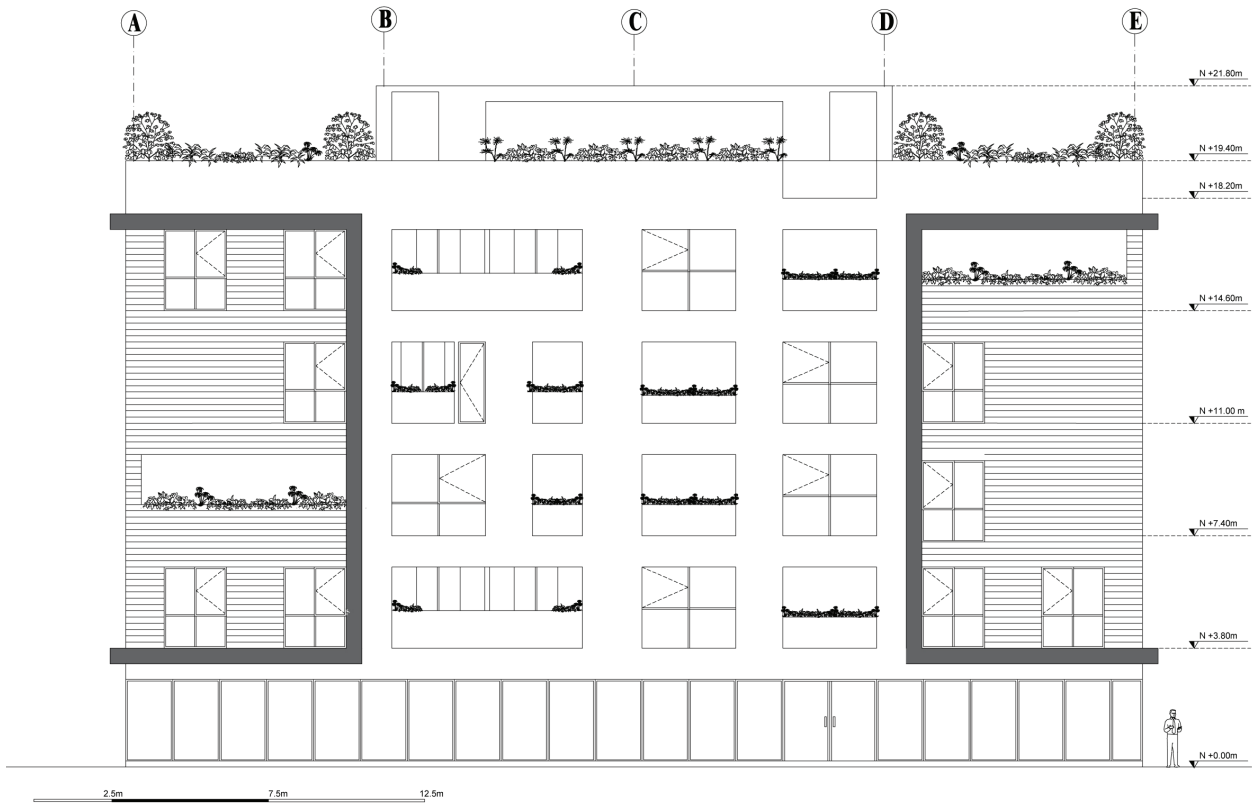 A
B
C
D
E
N +21.80m
N +19.40m
N +18.20m
N +14.60m
N +11.00 m
N +7.40m
N +3.80m
N +0.00m
2.5m
7.5m
12.5m